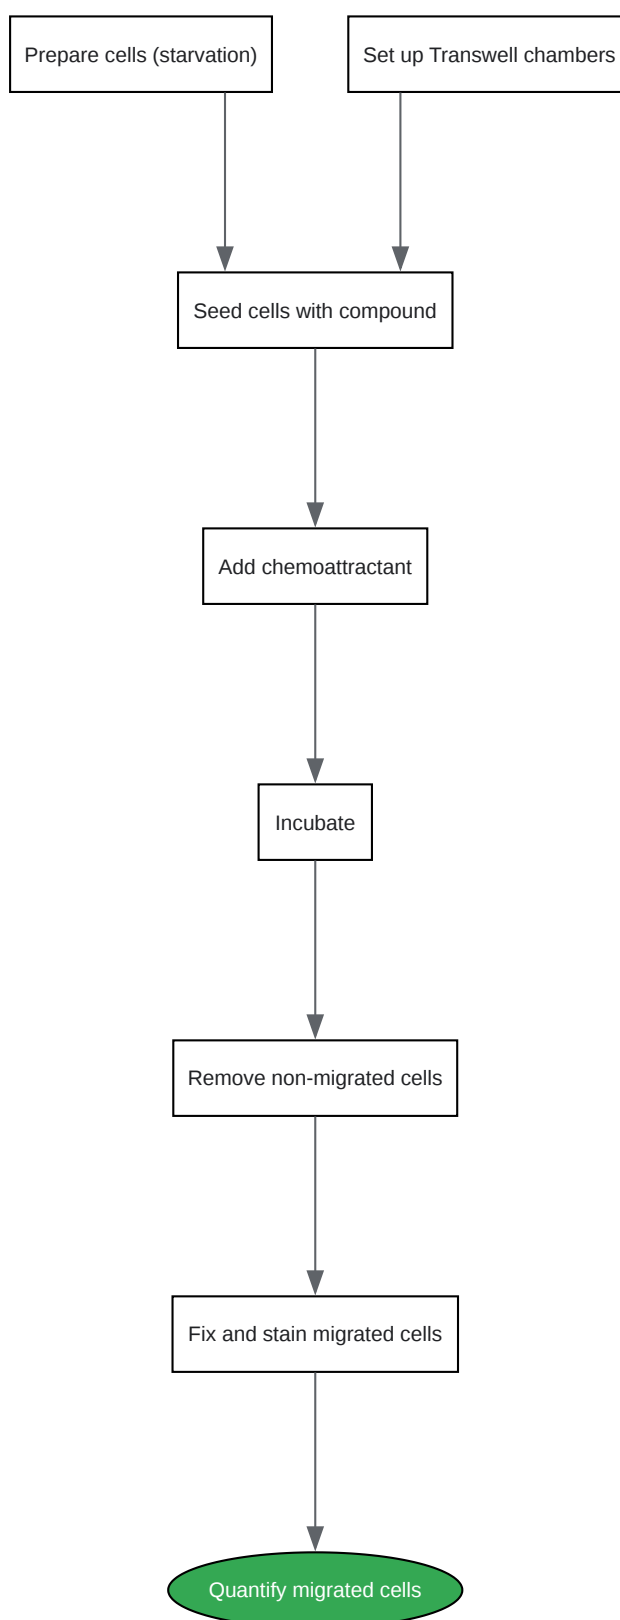 Prepare cells (starvation)
Set up Transwell chambers
Seed cells with compound
Add chemoattractant
Incubate
Remove non-migrated cells
Fix and stain migrated cells
Quantify migrated cells